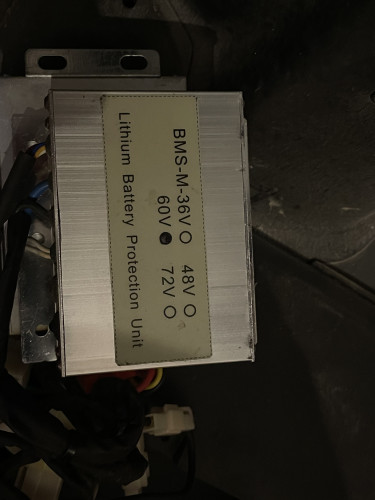 BMS-M-36V○ 48V○
60V● 72V○
Lithium Battery Protection Unit